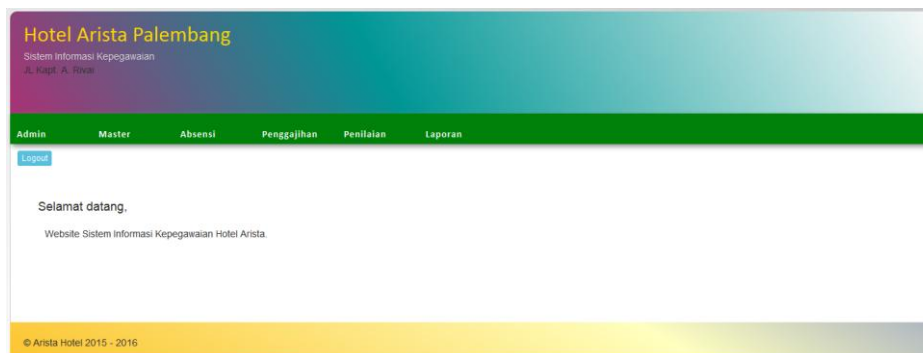 Hotel Arista Palembang
Sistem Informasi Kepegawaian
JL Kapt. A. Rivai
Admin Master Absensi Penggajihan Penilaian Laporan
Logout
Selamat datang,
Website Sistem Informasi Kepegawaian Hotel Arista.
© Arista Hotel 2015 - 2016